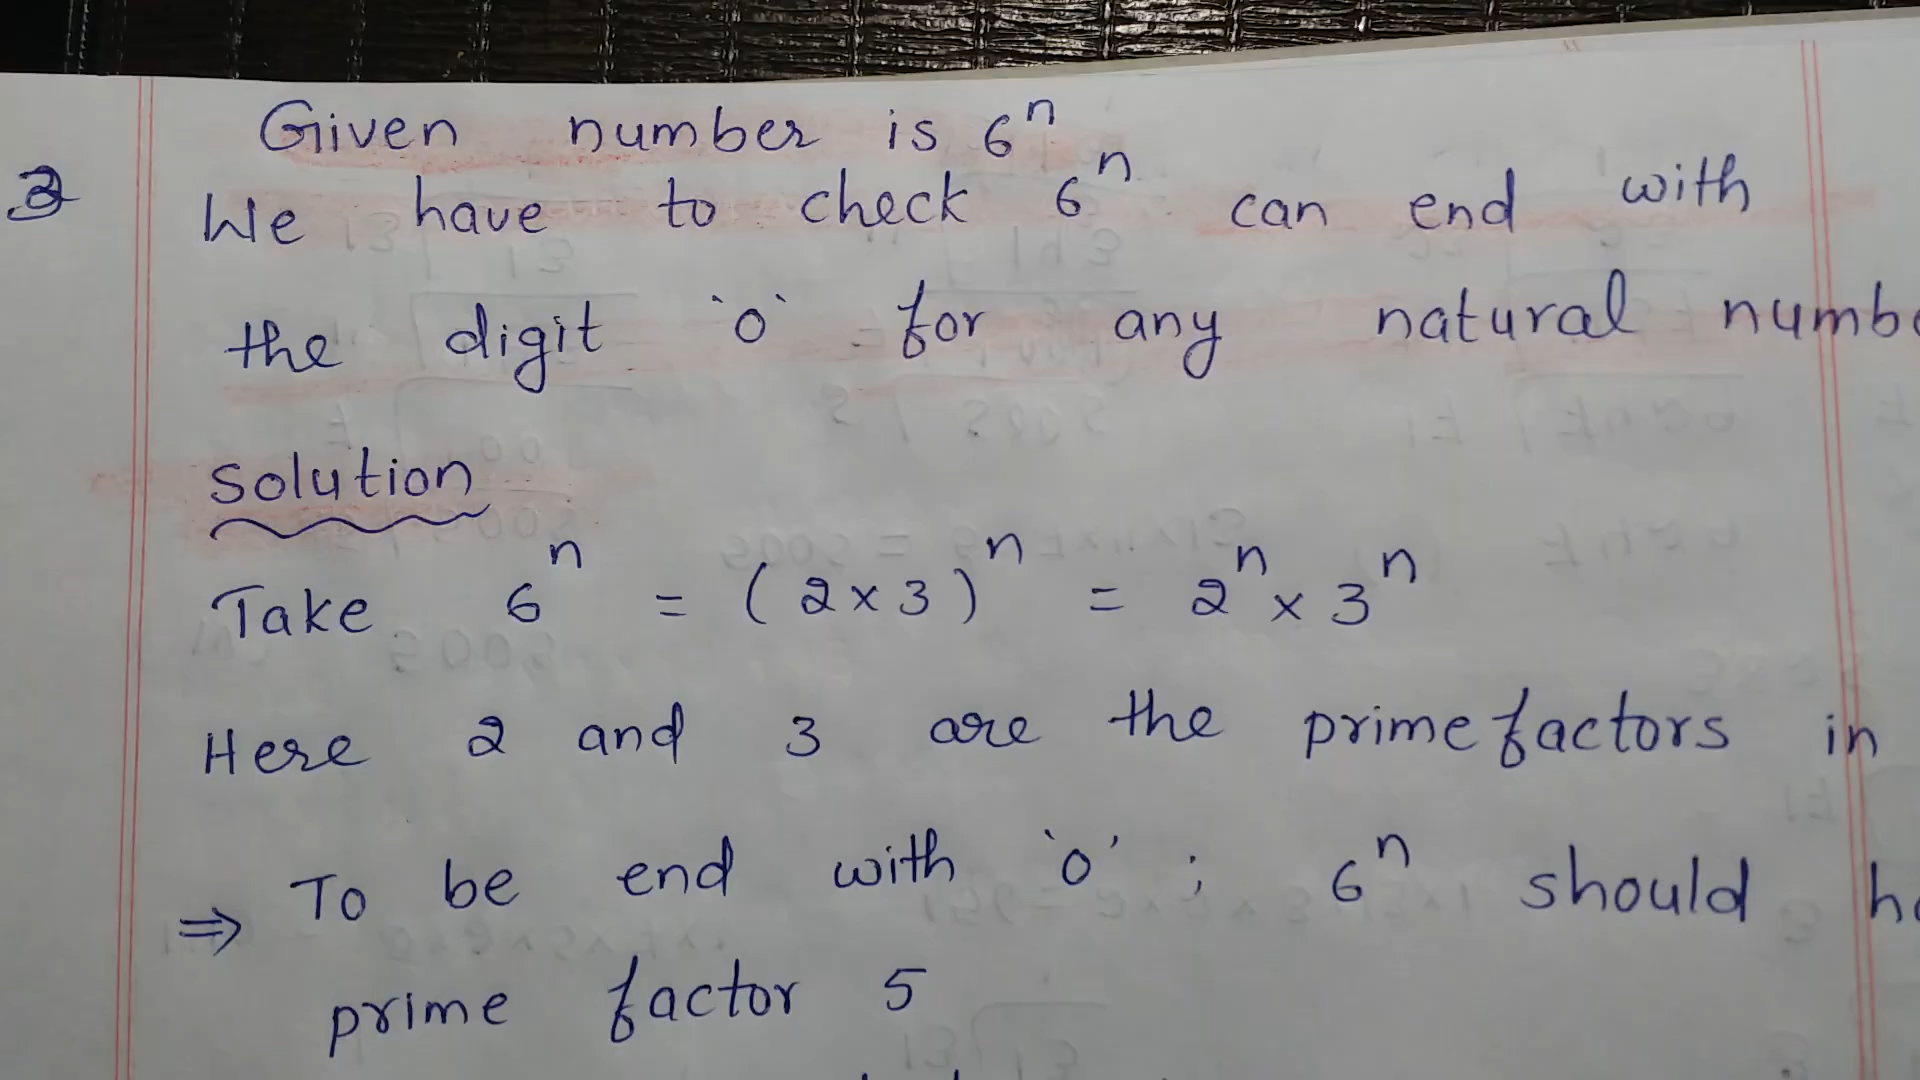 Given number is 6ⁿ
3 We have to check 6ⁿ can end with
the digit '0' for any natural
Solution
Take 6ⁿ = (2×3)ⁿ = 2ⁿ × 3ⁿ
Here 2 and 3 are the prime factors in
⇒ To be end with '0' ; 6ⁿ should
prime factor 5